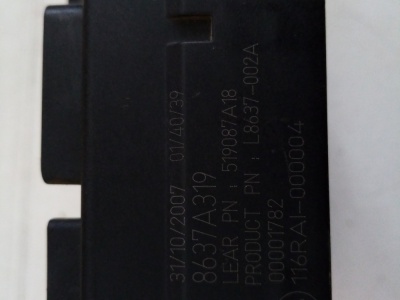 31/10/2007 01/40/39
8637A319
LEAR PN : 519087A18
PRODUCT PN : L8637-002A
00001782
116RAI-000004